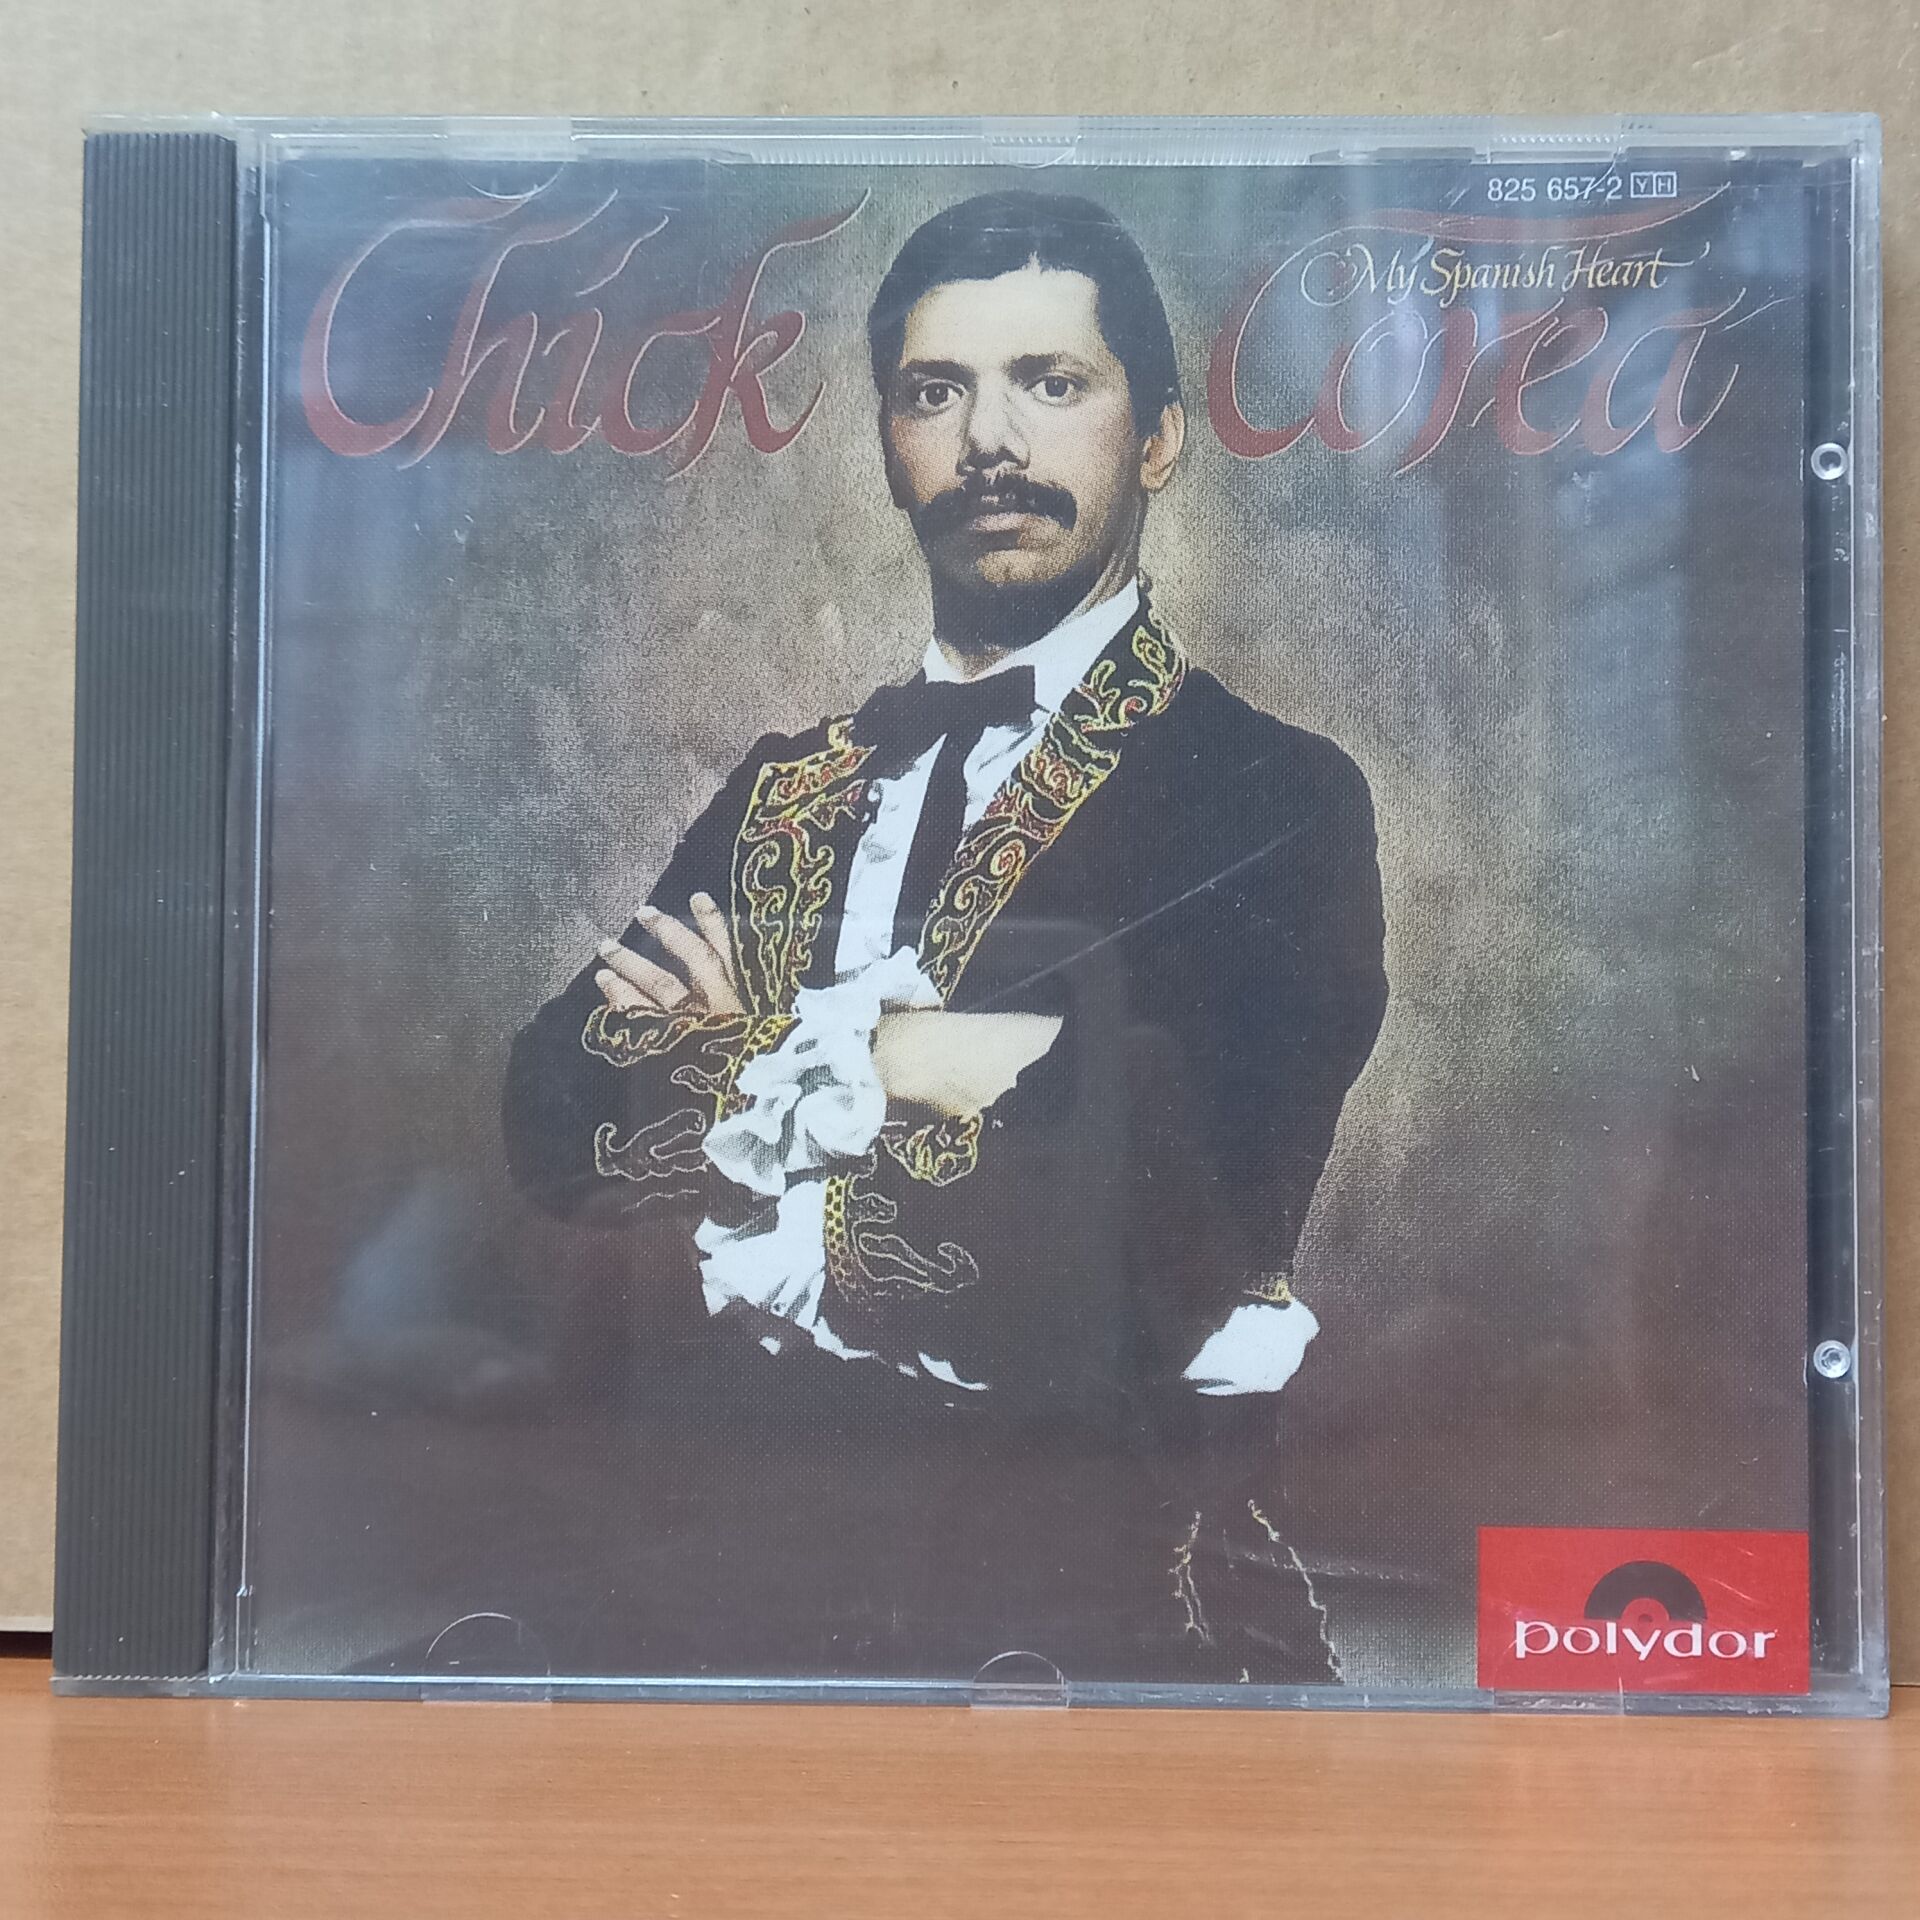 825 657-2 YH
Chick Corea
My Spanish Heart
polydor